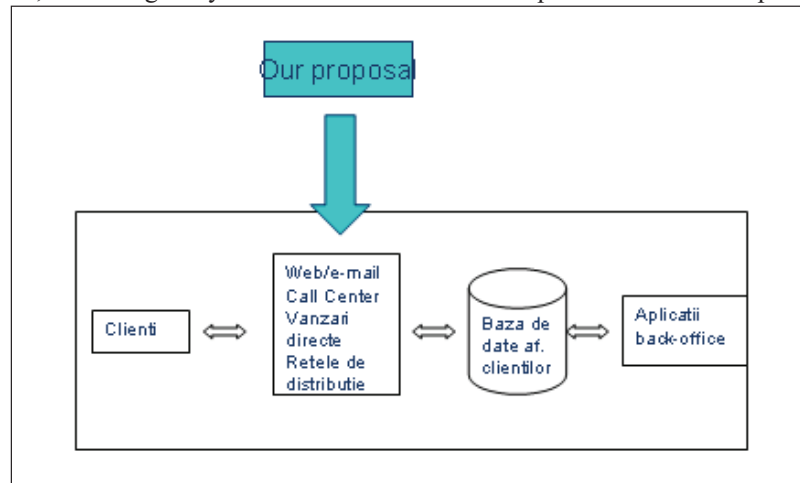 Our proposal
Clienti
Web/e-mail
Call Center
Vanzari
directe
Retele de
distributie
Baza de
date af.
clientilor
Aplicatii
back-office